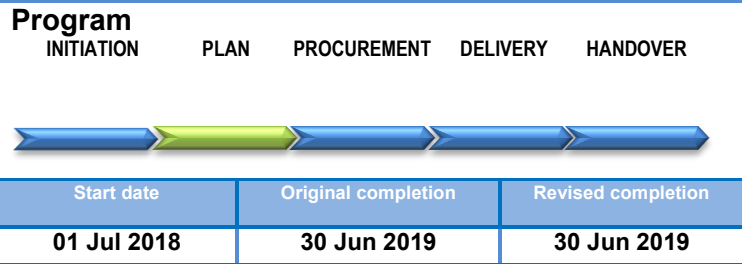 Program
INITIATION PLAN PROCUREMENT DELIVERY HANDOVER
Start date Original completion Revised completion
01 Jul 2018 30 Jun 2019 30 Jun 2019